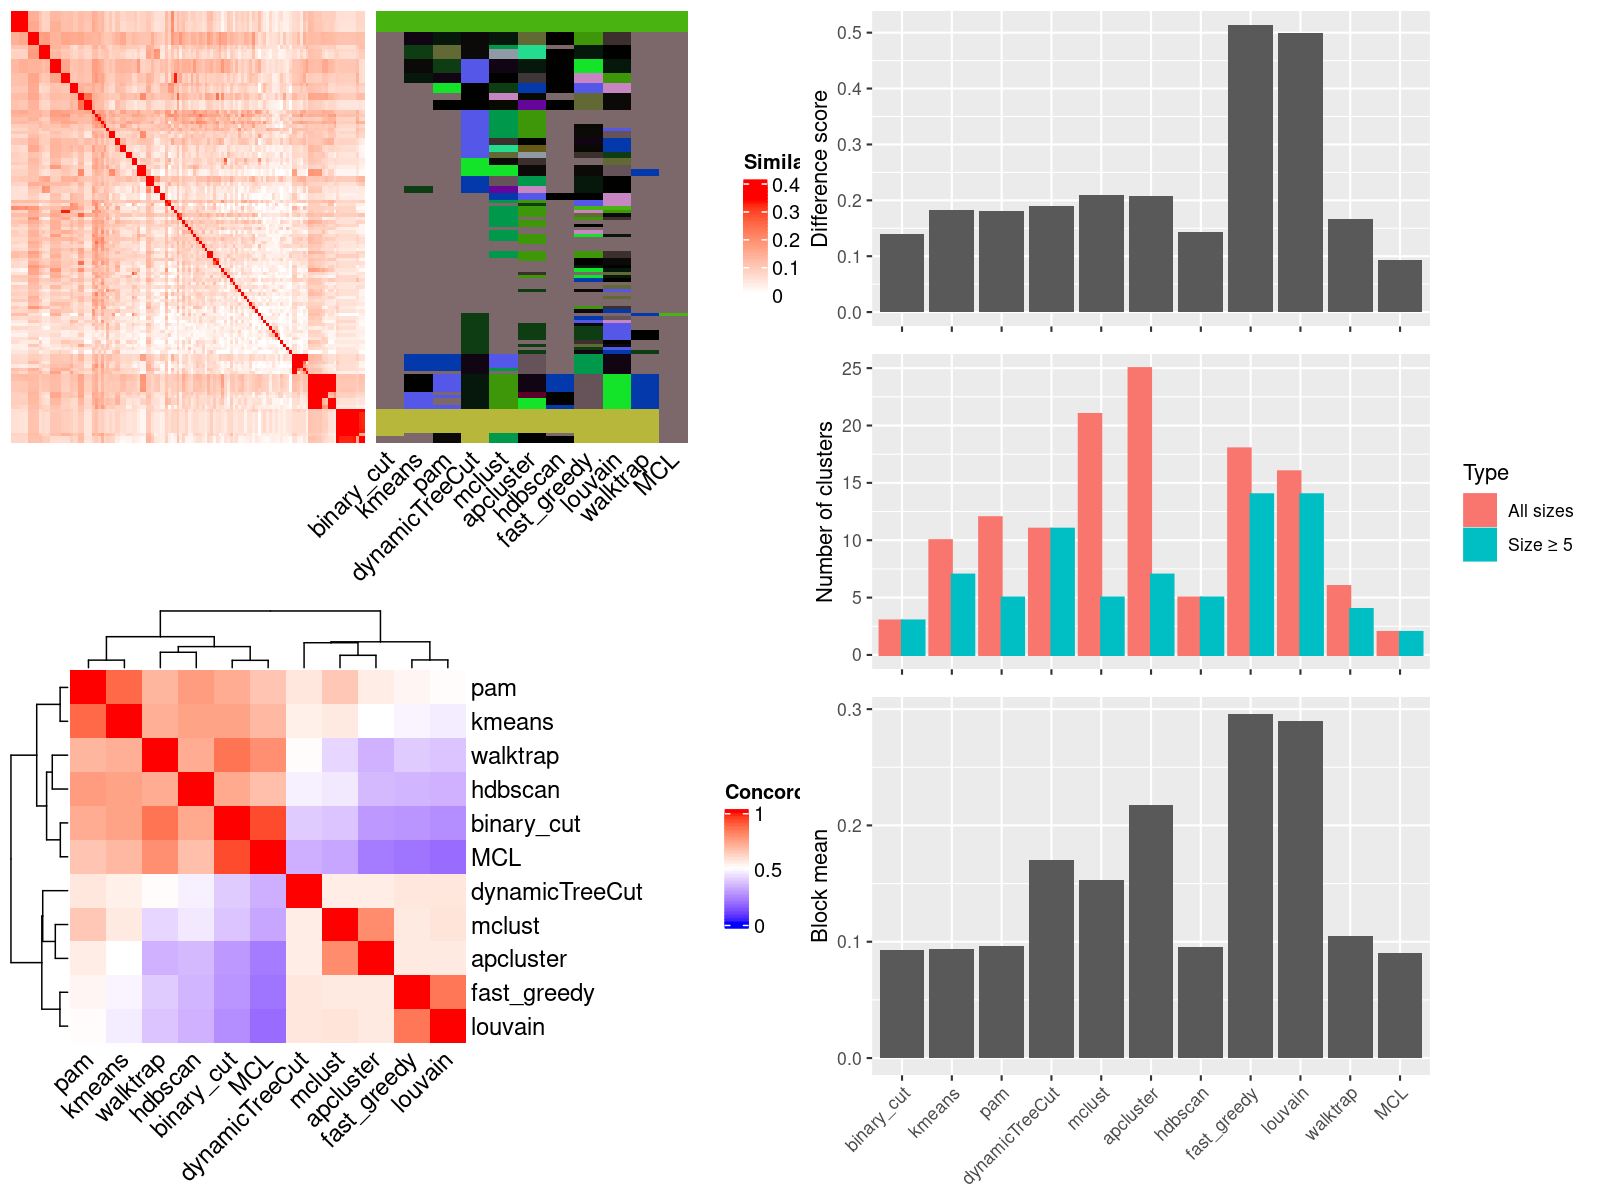 Simila
0.4
0.3
0.2
0.1
0
binary_cut
kmeans
pam
dynamicTreeCut
mclust
apcluster
hdbscan
fast_greedy
louvain
walktrap
MCL
pam
kmeans
walktrap
hdbscan
binary_cut
MCL
dynamicTreeCut
mclust
apcluster
fast_greedy
louvain
pam
kmeans
walktrap
hdbscan
binary_cut
MCL
dynamicTreeCut
mclust
apcluster
fast_greedy
louvain
Concord
1
0.5
0
Difference score
0.5
0.4
0.3
0.2
0.1
0.0
Number of clusters
25
20
15
10
5
0
Type
All sizes
Size ≥ 5
Block mean
0.3
0.2
0.1
0.0
binary_cut
kmeans
pam
dynamicTreeCut
mclust
apcluster
hdbscan
fast_greedy
louvain
walktrap
MCL